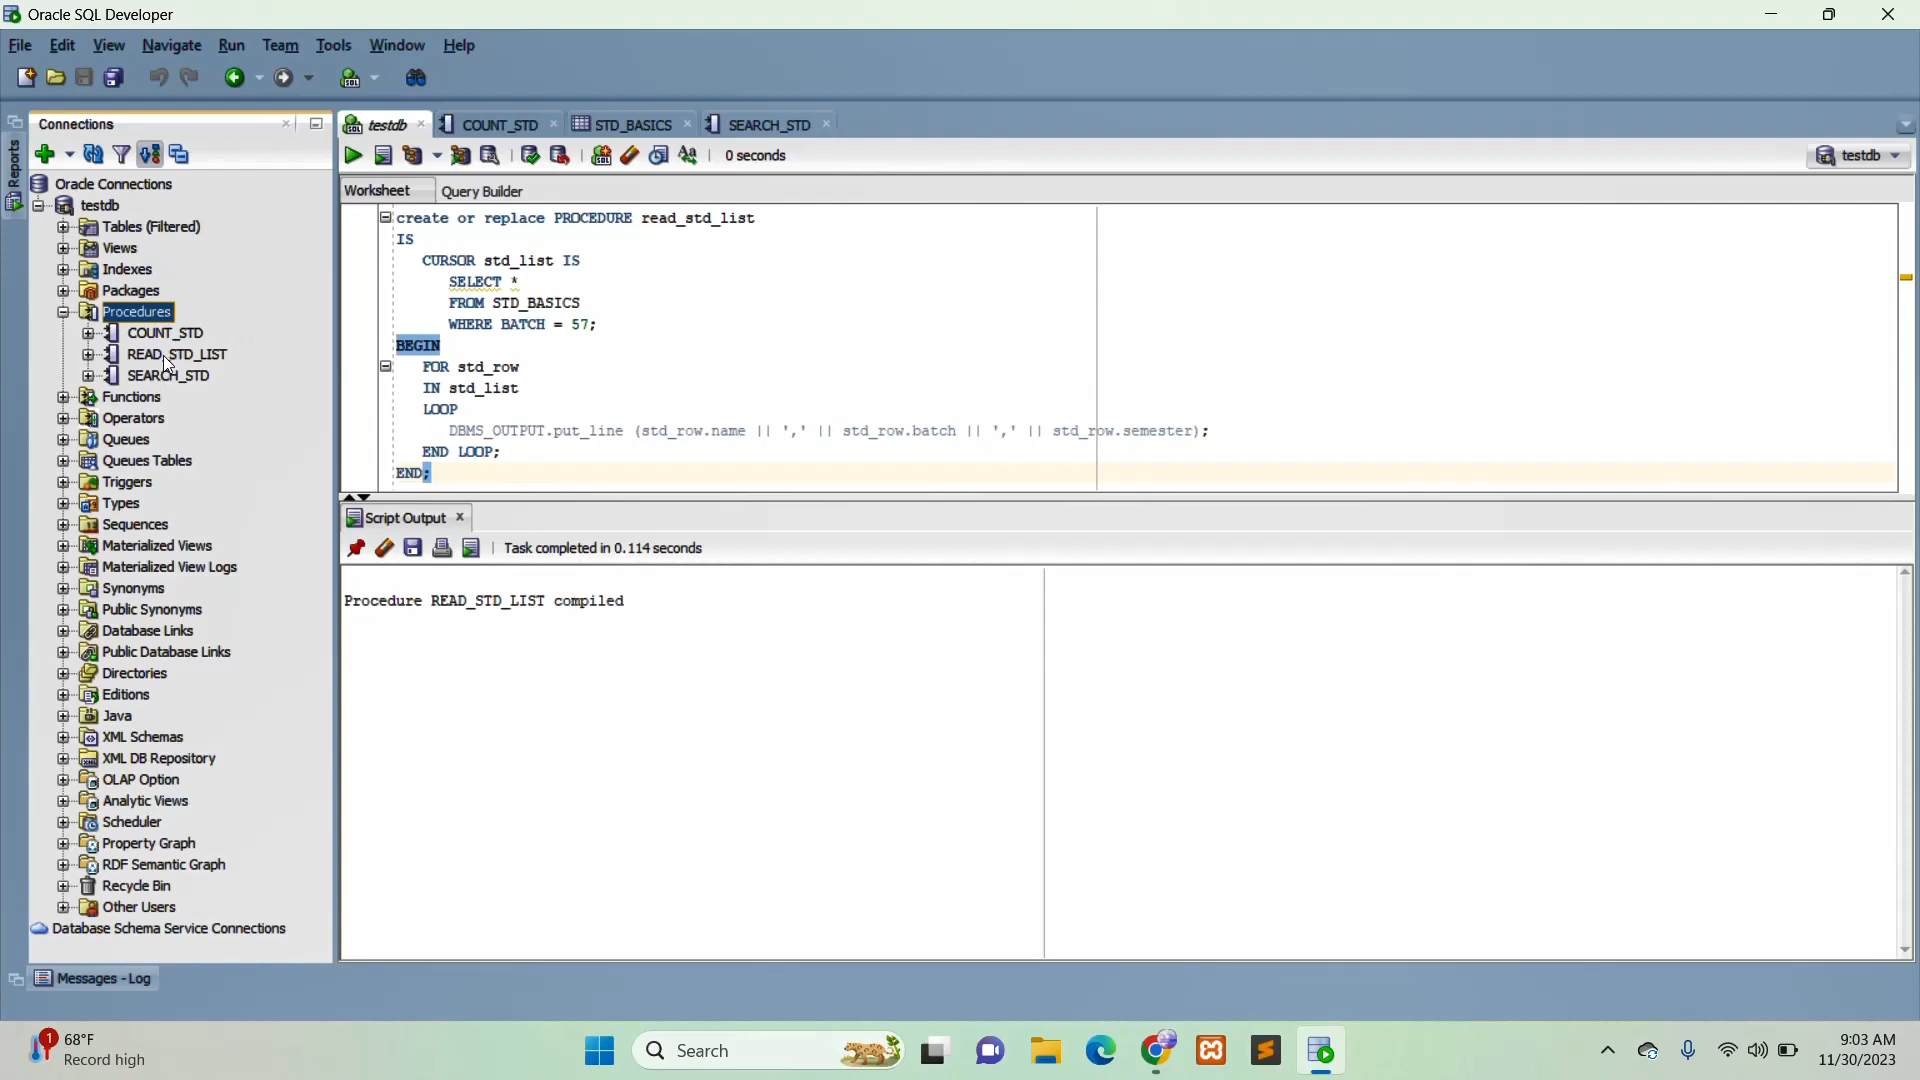 Oracle SQL Developer
File Edit View Navigate Run Team Tools Window Help
Reports
Connections
Oracle Connections
testdb
Tables (Filtered)
Views
Indexes
Packages
Procedures
COUNT_STD
READ_STD_LIST
SEARCH_STD
Functions
Operators
Queues
Queues Tables
Triggers
Types
Sequences
Materialized Views
Materialized View Logs
Synonyms
Public Synonyms
Database Links
Public Database Links
Directories
Editions
Java
XML Schemas
XML DB Repository
OLAP Option
Analytic Views
Scheduler
Property Graph
RDF Semantic Graph
Recycle Bin
Other Users
Database Schema Service Connections
testdb COUNT_STD STD_BASICS SEARCH_STD
0 seconds
testdb
Worksheet Query Builder
create or replace PROCEDURE read_std_list
IS
CURSOR std_list IS
SELECT *
FROM STD_BASICS
WHERE BATCH = 57;
BEGIN
FOR std_row
IN std_list
LOOP
DBMS_OUTPUT.put_line (std_row.name || ',' || std_row.batch || ',' || std_row.semester);
END LOOP;
END;
Script Output
Task completed in 0.114 seconds
Procedure READ_STD_LIST compiled
Messages - Log
1
68°F
Record high
Search
9:03 AM
11/30/2023